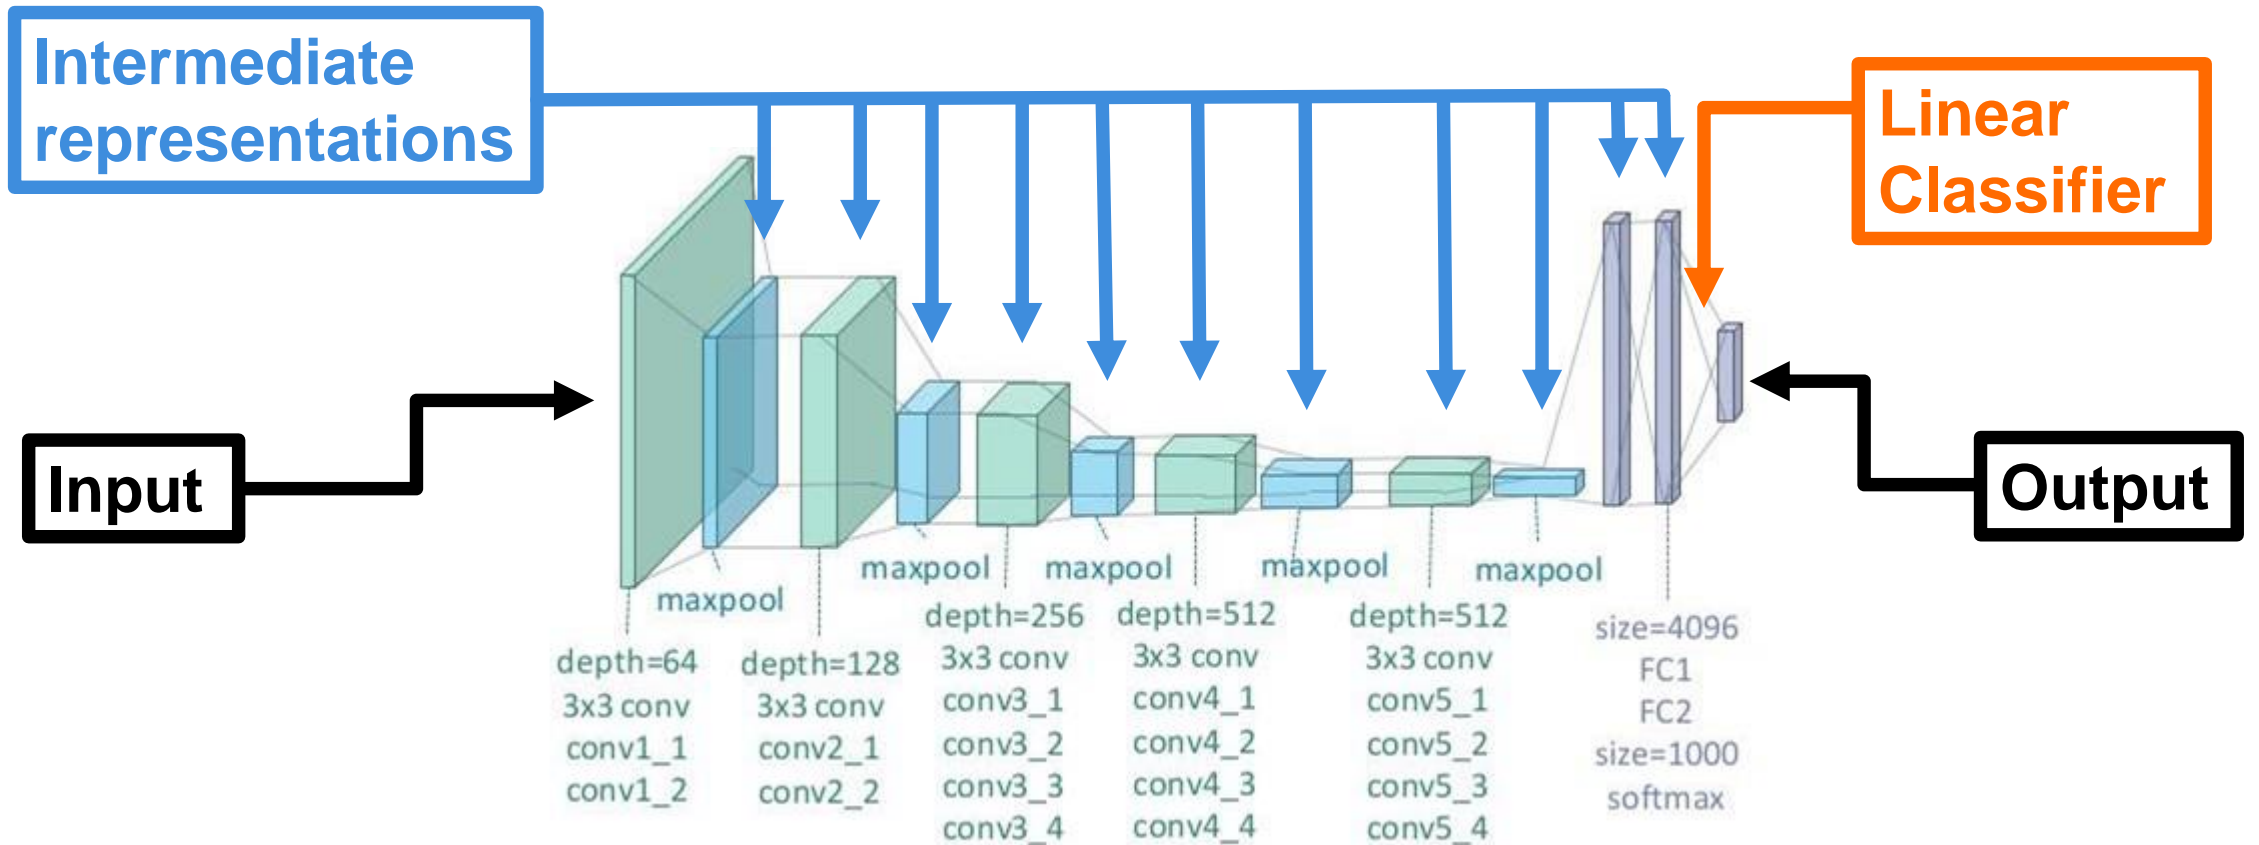 Intermediate
representations
Linear
Classifier
Input
Output
maxpool
maxpool
maxpool
maxpool
maxpool
depth=64
3x3 conv
conv1_1
conv1_2
depth=128
3x3 conv
conv2_1
conv2_2
depth=256
3x3 conv
conv3_1
conv3_2
conv3_3
conv3_4
depth=512
3x3 conv
conv4_1
conv4_2
conv4_3
conv4_4
depth=512
3x3 conv
conv5_1
conv5_2
conv5_3
conv5_4
size=4096
FC1
FC2
size=1000
softmax